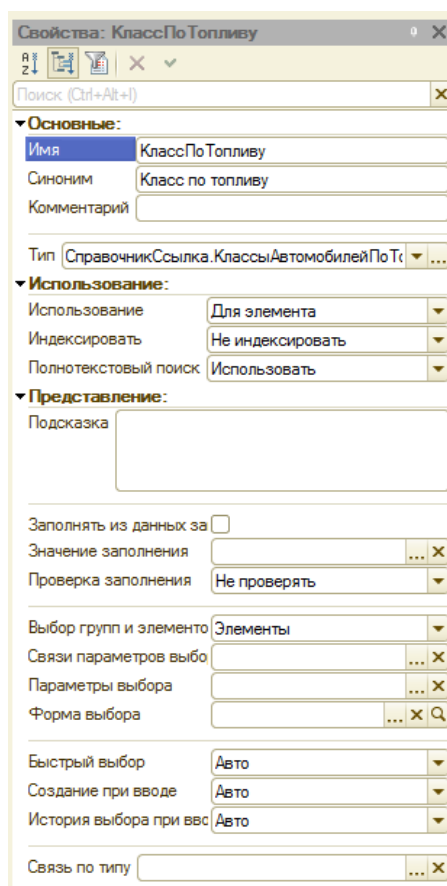 Свойства: КлассПоТопливу
Поиск (Ctrl+Alt+I)
Основные:
Имя КлассПоТопливу
Синоним Класс по топливу
Комментарий
Тип СправочникСсылка.КлассыАвтомобилейПоТо
Использование:
Использование Для элемента
Индексировать Не индексировать
Полнотекстовый поиск Использовать
Представление:
Подсказка
Заполнять из данных за
Значение заполнения ...
Проверка заполнения Не проверять
Выбор групп и элементо Элементы
Связи параметров выбо ...
Параметры выбора ...
Форма выбора ...
Быстрый выбор Авто
Создание при вводе Авто
История выбора при ввс Авто
Связь по типу ...